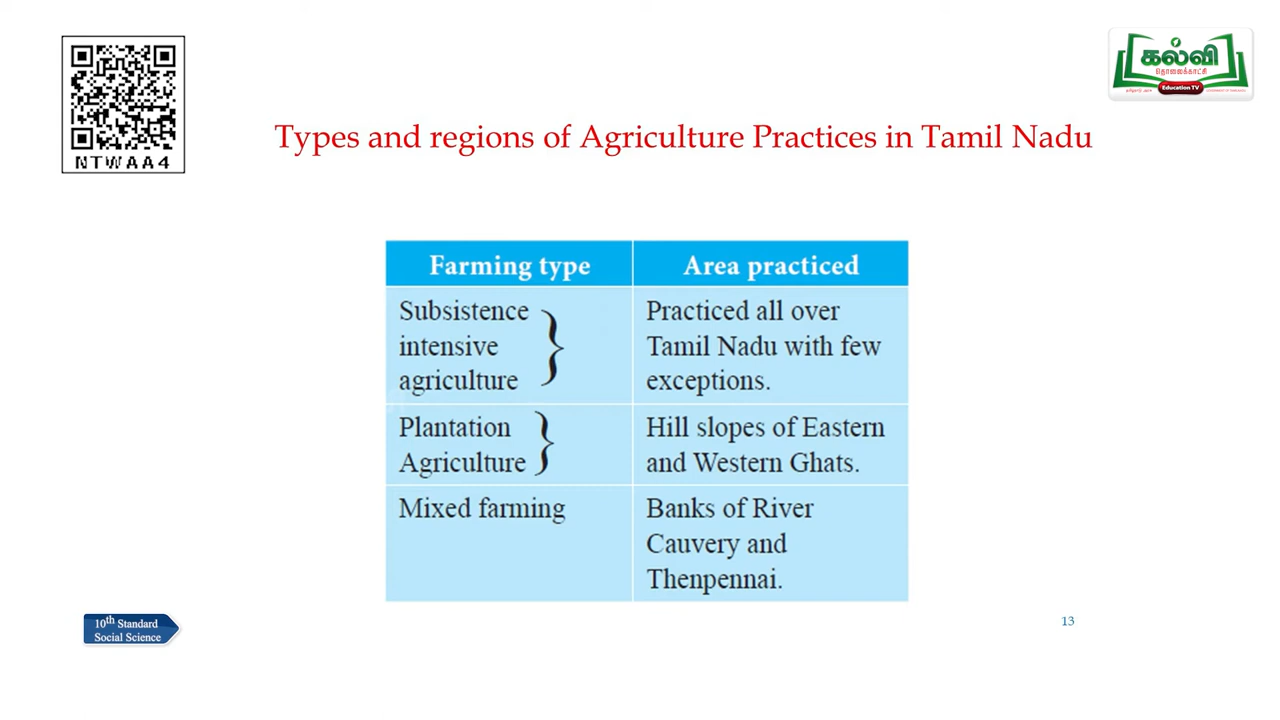 கல்வி
தொலைக்காட்சி
Education TV
NTWAA4
Types and regions of Agriculture Practices in Tamil Nadu
Farming type
Area practiced
Subsistence
intensive
agriculture
Practiced all over
Tamil Nadu with few
exceptions.
Plantation
Agriculture
Hill slopes of Eastern
and Western Ghats.
Mixed farming
Banks of River
Cauvery and
Thenpennai.
10th Standard
Social Science
13